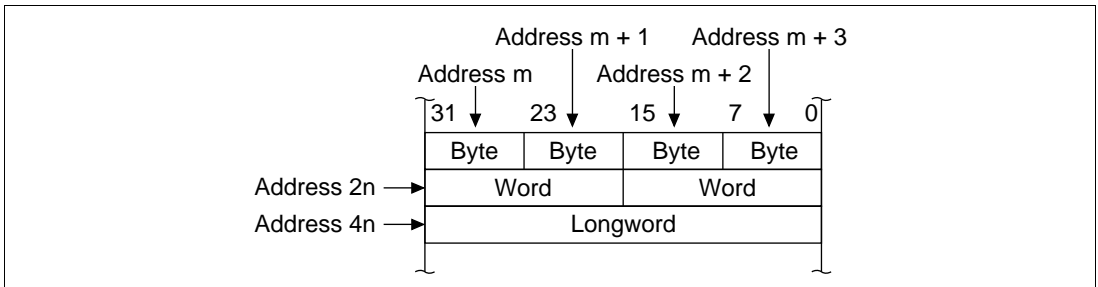 Address m + 1 Address m + 3
Address m Address m + 2
31 23 15 7 0
Byte Byte Byte Byte
Address 2n Word Word
Address 4n Longword